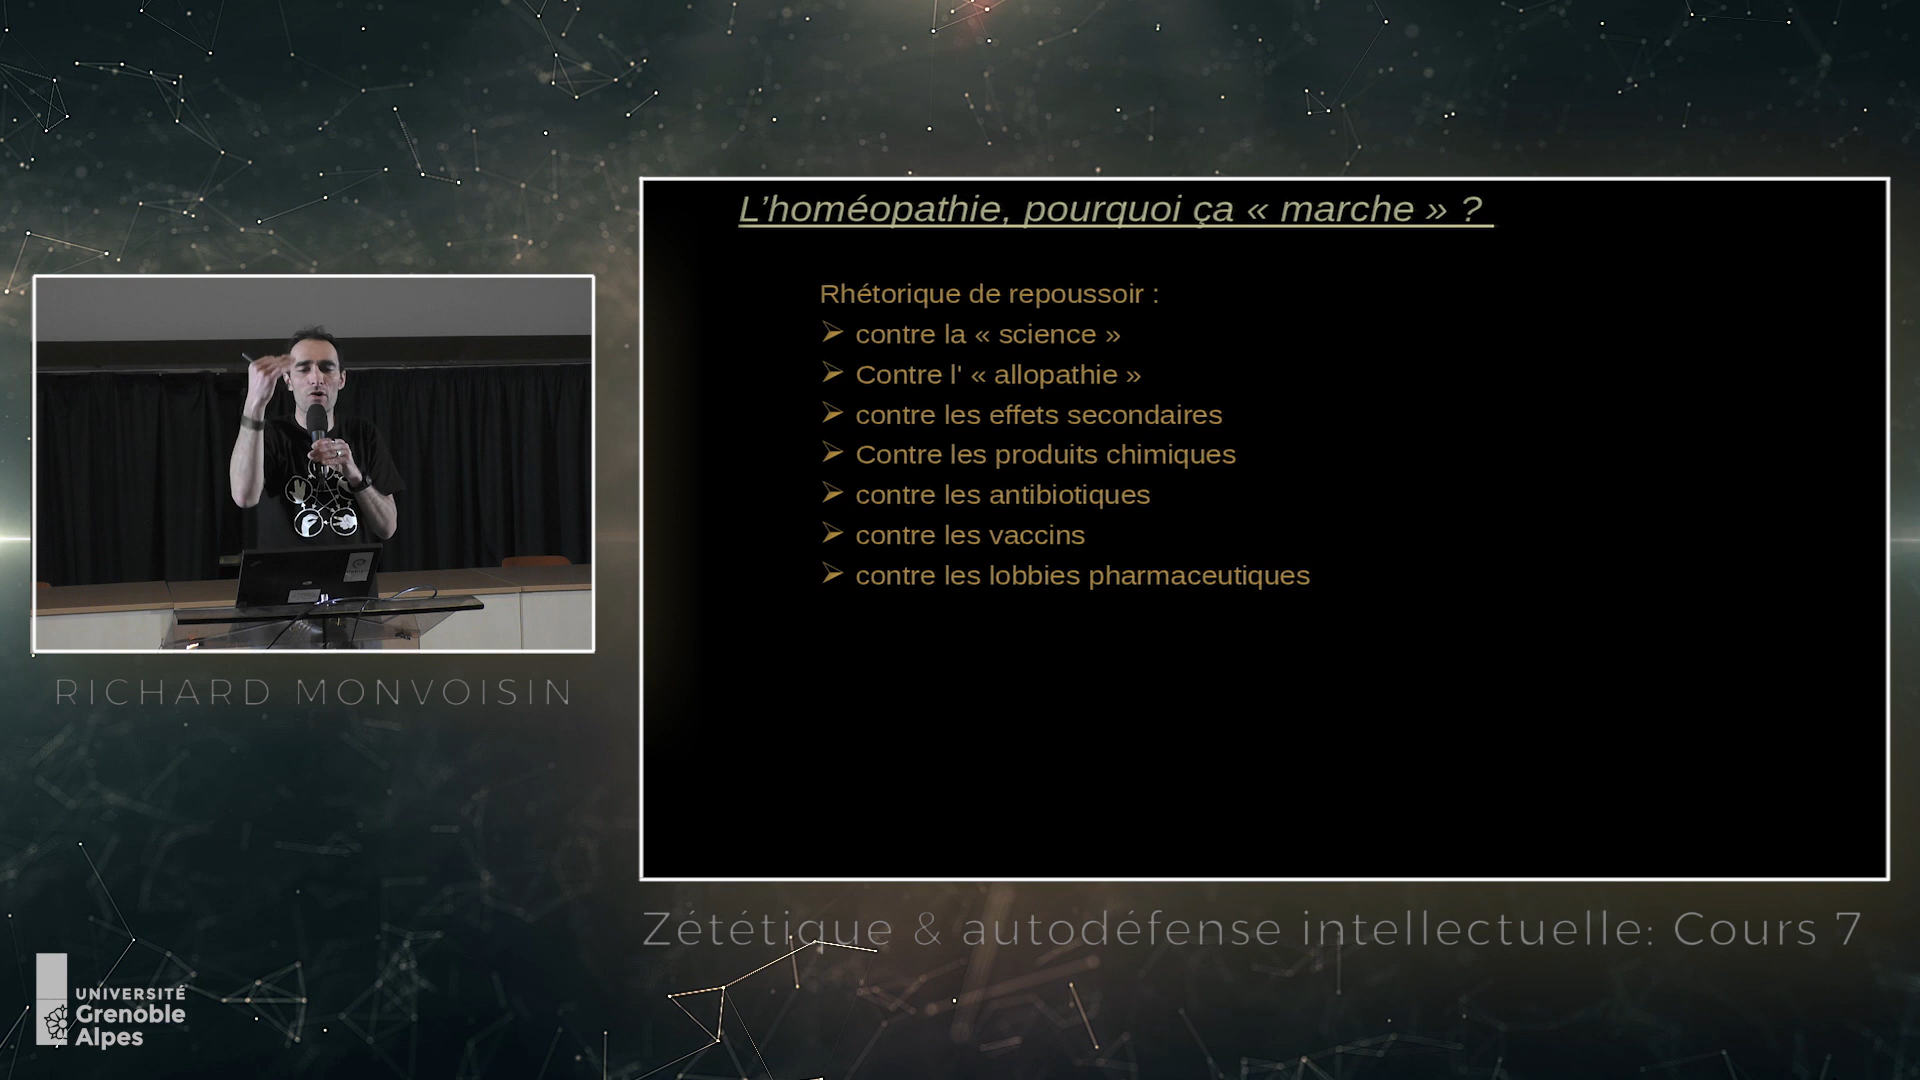 L'homéopathie, pourquoi ça « marche » ?
Rhétorique de repoussoir :
➢ contre la « science »
➢ Contre l' « allopathie »
➢ contre les effets secondaires
➢ Contre les produits chimiques
➢ contre les antibiotiques
➢ contre les vaccins
➢ contre les lobbies pharmaceutiques
RICHARD MONVOISIN
Zététique & autodéfense intellectuelle: Cours 7
UNIVERSITÉ
Grenoble
Alpes